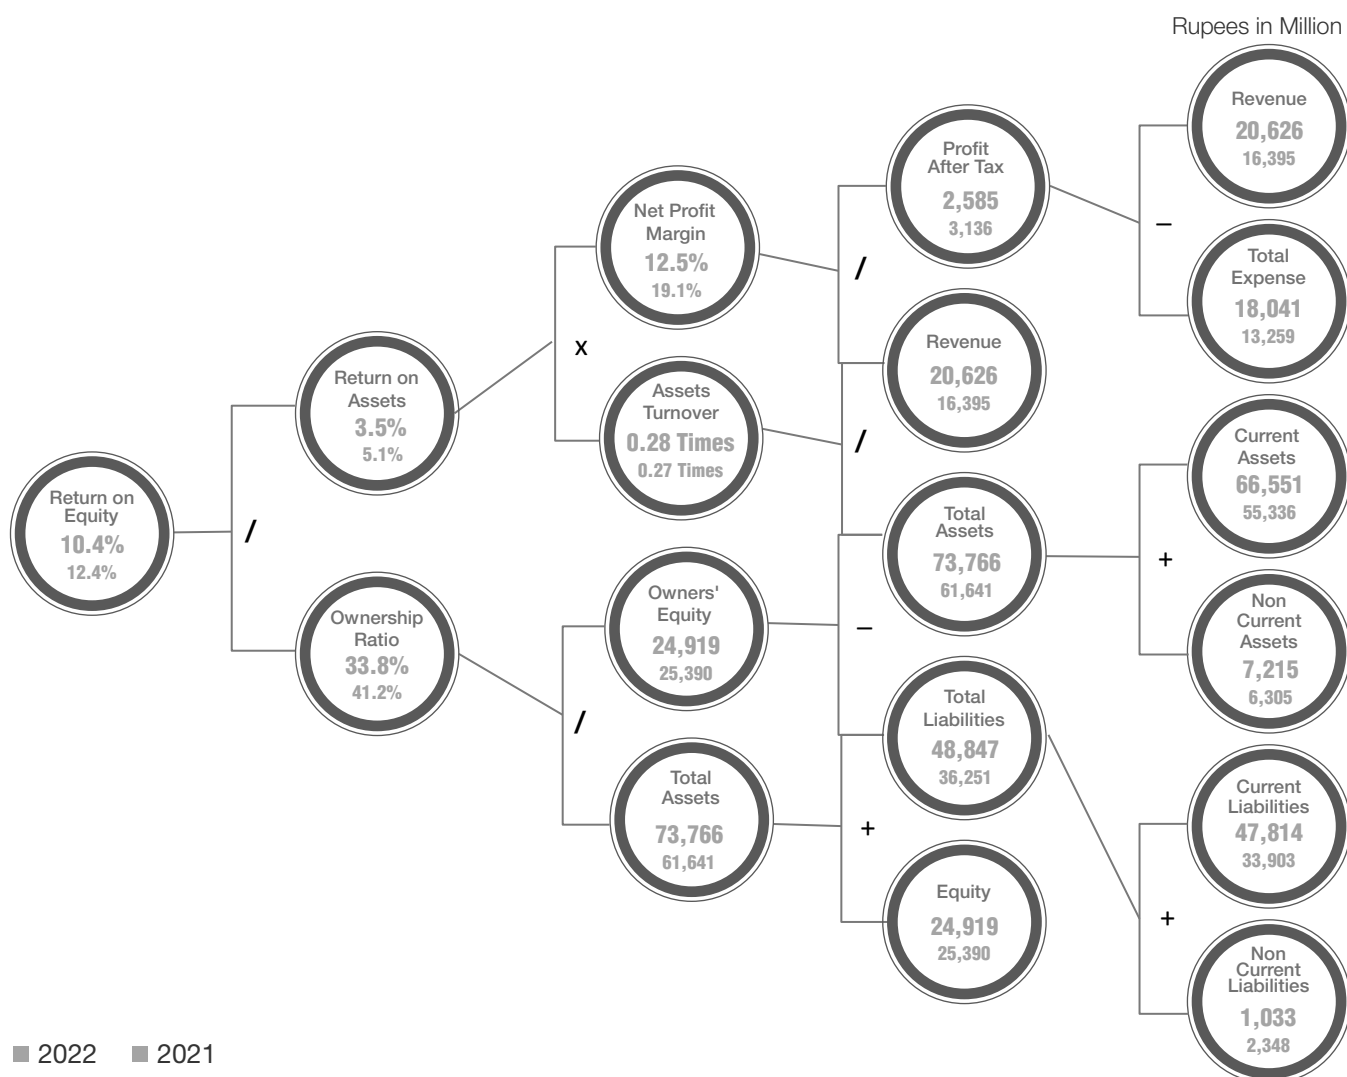 Rupees in Million
Return on
Equity
10.4%
12.4%
/
Return on
Assets
3.5%
5.1%
Ownership
Ratio
33.8%
41.2%
x
/
Net Profit
Margin
12.5%
19.1%
Assets
Turnover
0.28 Times
0.27 Times
Owners'
Equity
24,919
25,390
Total
Assets
73,766
61,641
/
/
–
+
Profit
After Tax
2,585
3,136
Revenue
20,626
16,395
Total
Assets
73,766
61,641
Total
Liabilities
48,847
36,251
Equity
24,919
25,390
–
+
+
Revenue
20,626
16,395
Total
Expense
18,041
13,259
Current
Assets
66,551
55,336
Non
Current
Assets
7,215
6,305
Current
Liabilities
47,814
33,903
Non
Current
Liabilities
1,033
2,348
2022 2021